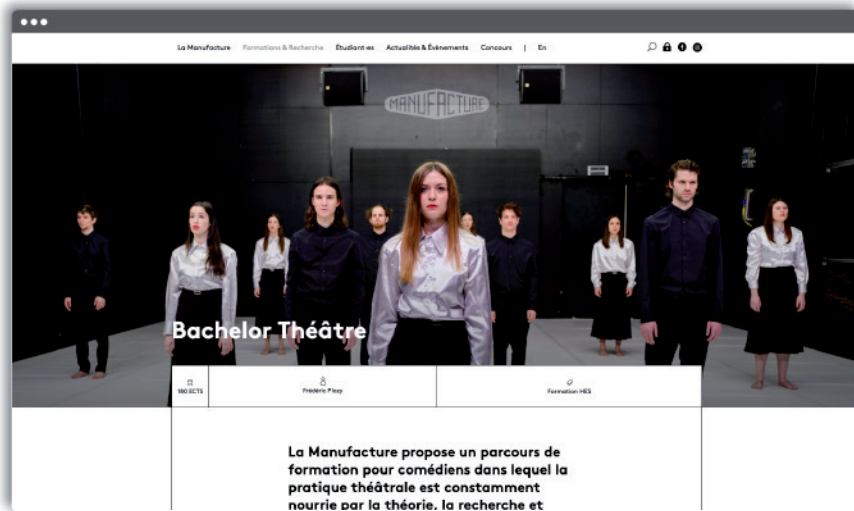 La Manufacture Formations & Recherche Étudiant·es Actualités & Évènements Concours | En
MANUFACTURE
Bachelor Théâtre
180 ECTS Frédéric Plazy Formation HES
La Manufacture propose un parcours de
formation pour comédiens dans lequel la
pratique théâtrale est constamment
nourrie par la théorie, la recherche et